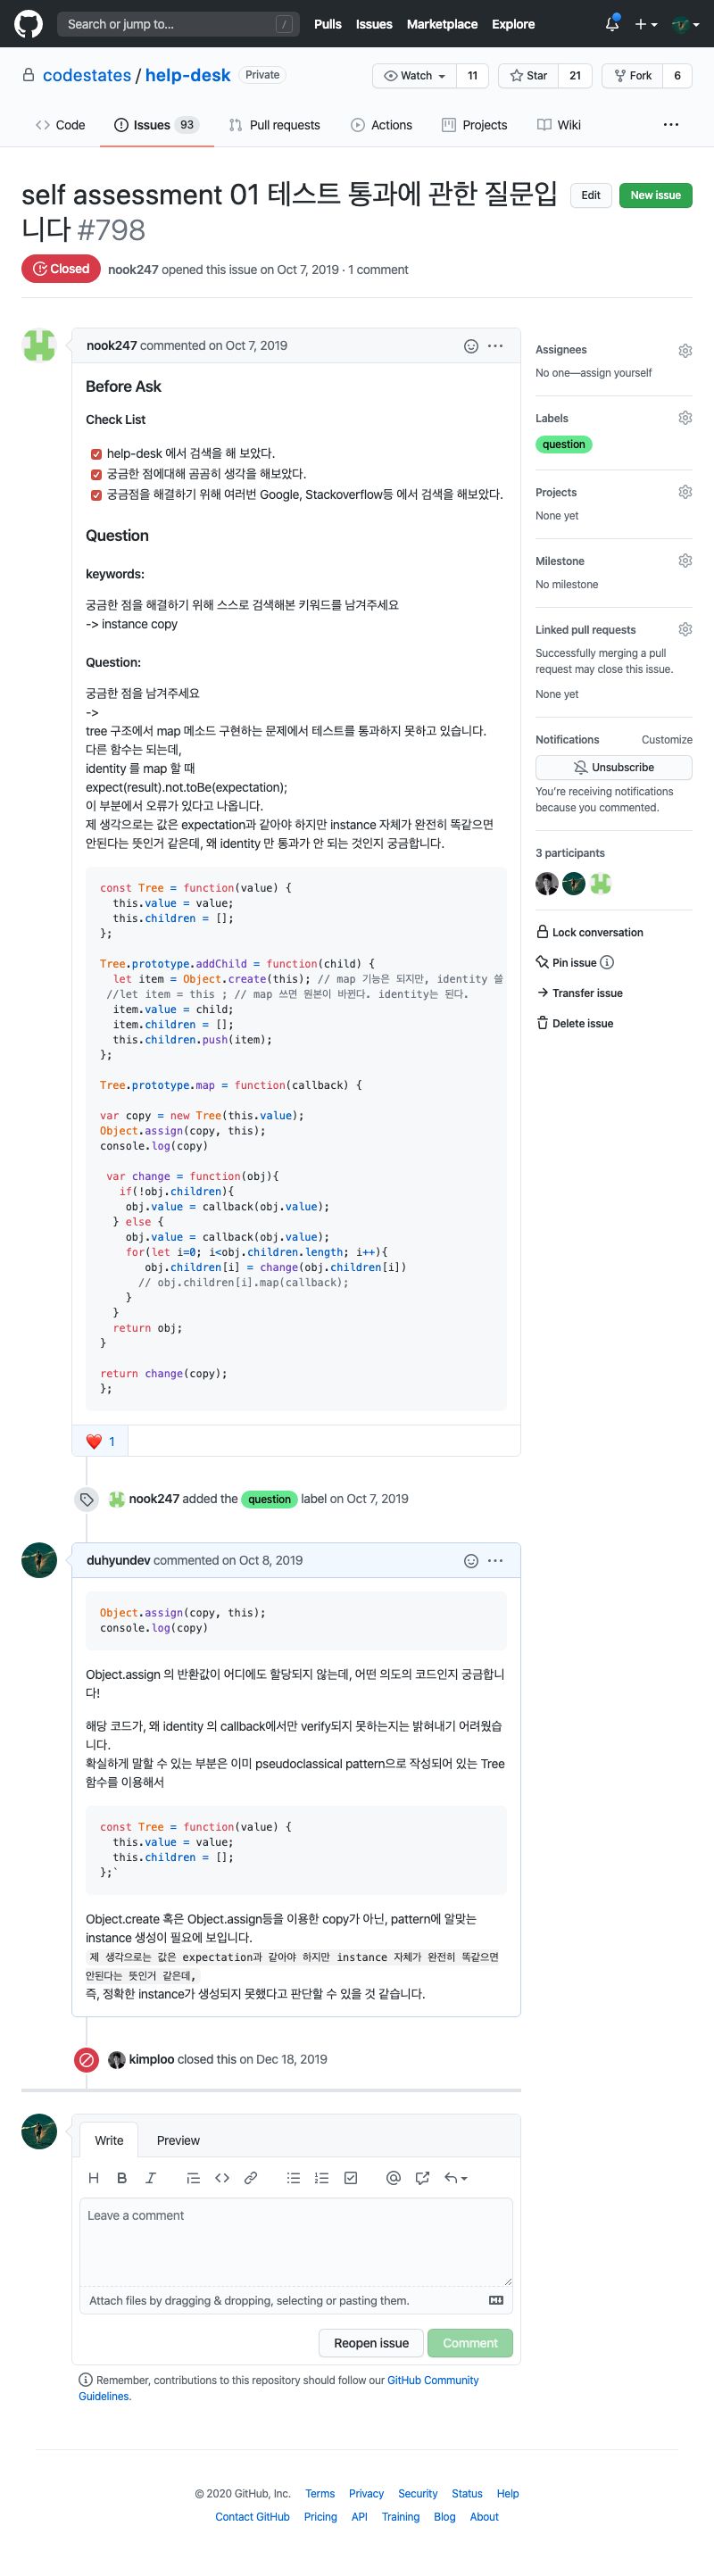 Search or jump to... /
Pulls Issues Marketplace Explore
codestates / help-desk Private
Watch 11 Star 21 Fork 6
Code Issues 93 Pull requests Actions Projects Wiki ...
self assessment 01 테스트 통과에 관한 질문입
니다 #798
Edit New issue
Closed nook247 opened this issue on Oct 7, 2019 · 1 comment
nook247 commented on Oct 7, 2019
Before Ask
Check List
help-desk 에서 검색을 해 보았다.
궁금한 점에대해 곰곰히 생각을 해보았다.
궁금점을 해결하기 위해 여러번 Google, Stackoverflow등 에서 검색을 해보았다.
Question
keywords:
궁금한 점을 해결하기 위해 스스로 검색해본 키워드를 남겨주세요
-> instance copy
Question:
궁금한 점을 남겨주세요
->
tree 구조에서 map 메소드 구현하는 문제에서 테스트를 통과하지 못하고 있습니다.
다른 함수는 되는데,
identity 를 map 할 때
expect(result).not.toBe(expectation);
이 부분에서 오류가 있다고 나옵니다.
제 생각으로는 값은 expectation과 같아야 하지만 instance 자체가 완전히 똑같으면
안된다는 뜻인거 같은데, 왜 identity 만 통과가 안 되는 것인지 궁금합니다.
const Tree = function(value) {
this.value = value;
this.children = [];
};
Tree.prototype.addChild = function(child) {
let item = Object.create(this); // map 기능은 되지만, identity 쓸
//let item = this ; // map 쓰면 원본이 바뀐다. identity는 된다.
item.value = child;
item.children = [];
this.children.push(item);
};
Tree.prototype.map = function(callback) {
var copy = new Tree(this.value);
Object.assign(copy, this);
console.log(copy)
var change = function(obj){
if(!obj.children){
obj.value = callback(obj.value);
} else {
obj.value = callback(obj.value);
for(let i=0; i<obj.children.length; i++){
obj.children[i] = change(obj.children[i])
// obj.children[i].map(callback);
}
}
return obj;
}
return change(copy);
};
❤️ 1
nook247 added the question label on Oct 7, 2019
duhyundev commented on Oct 8, 2019
Object.assign(copy, this);
console.log(copy)
Object.assign 의 반환값이 어디에도 할당되지 않는데, 어떤 의도의 코드인지 궁금합니
다!
해당 코드가, 왜 identity 의 callback에서만 verify되지 못하는지는 밝혀내기 어려웠습
니다.
확실하게 말할 수 있는 부분은 이미 pseudoclassical pattern으로 작성되어 있는 Tree
함수를 이용해서
const Tree = function(value) {
this.value = value;
this.children = [];
};`
Object.create 혹은 Object.assign등을 이용한 copy가 아닌, pattern에 알맞는
instance 생성이 필요에 보입니다.
제 생각으로는 값은 expectation과 같아야 하지만 instance 자체가 완전히 똑같으면
안된다는 뜻인거 같은데,
즉, 정확한 instance가 생성되지 못했다고 판단할 수 있을 것 같습니다.
kimploo closed this on Dec 18, 2019
Write Preview
Leave a comment
Attach files by dragging & dropping, selecting or pasting them.
Reopen issue Comment
Remember, contributions to this repository should follow our GitHub Community
Guidelines.
Assignees
No one—assign yourself
Labels
question
Projects
None yet
Milestone
No milestone
Linked pull requests
Successfully merging a pull
request may close this issue.
None yet
Notifications Customize
Unsubscribe
You're receiving notifications
because you commented.
3 participants
Lock conversation
Pin issue
Transfer issue
Delete issue
© 2020 GitHub, Inc. Terms Privacy Security Status Help
Contact GitHub Pricing API Training Blog About